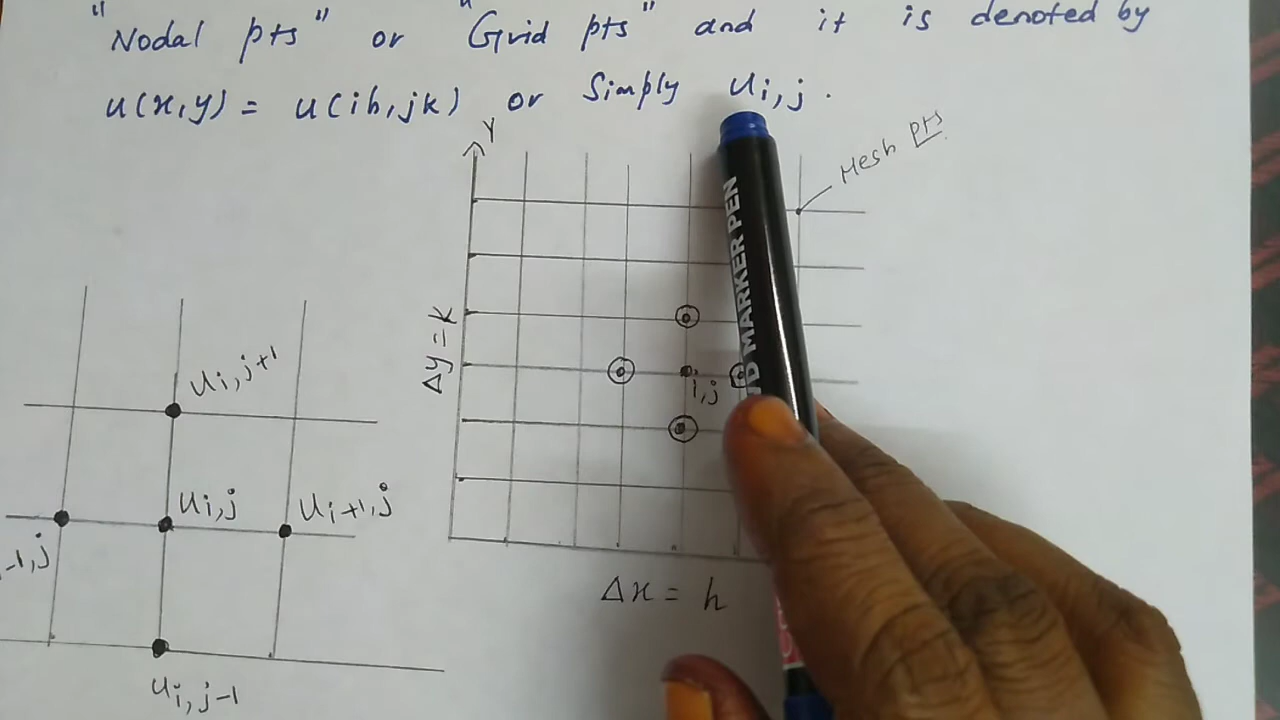 "Nodal pts" or "Grid pts" and it is denoted by
u(x,y) = u(ih,jk) or Simply ui,j.
Y
Mesh pts.
Δy = k
i,j
Δx = h
ui,j+1
ui,j
ui+1,j
-1,j
ui,j-1
MARKER PEN